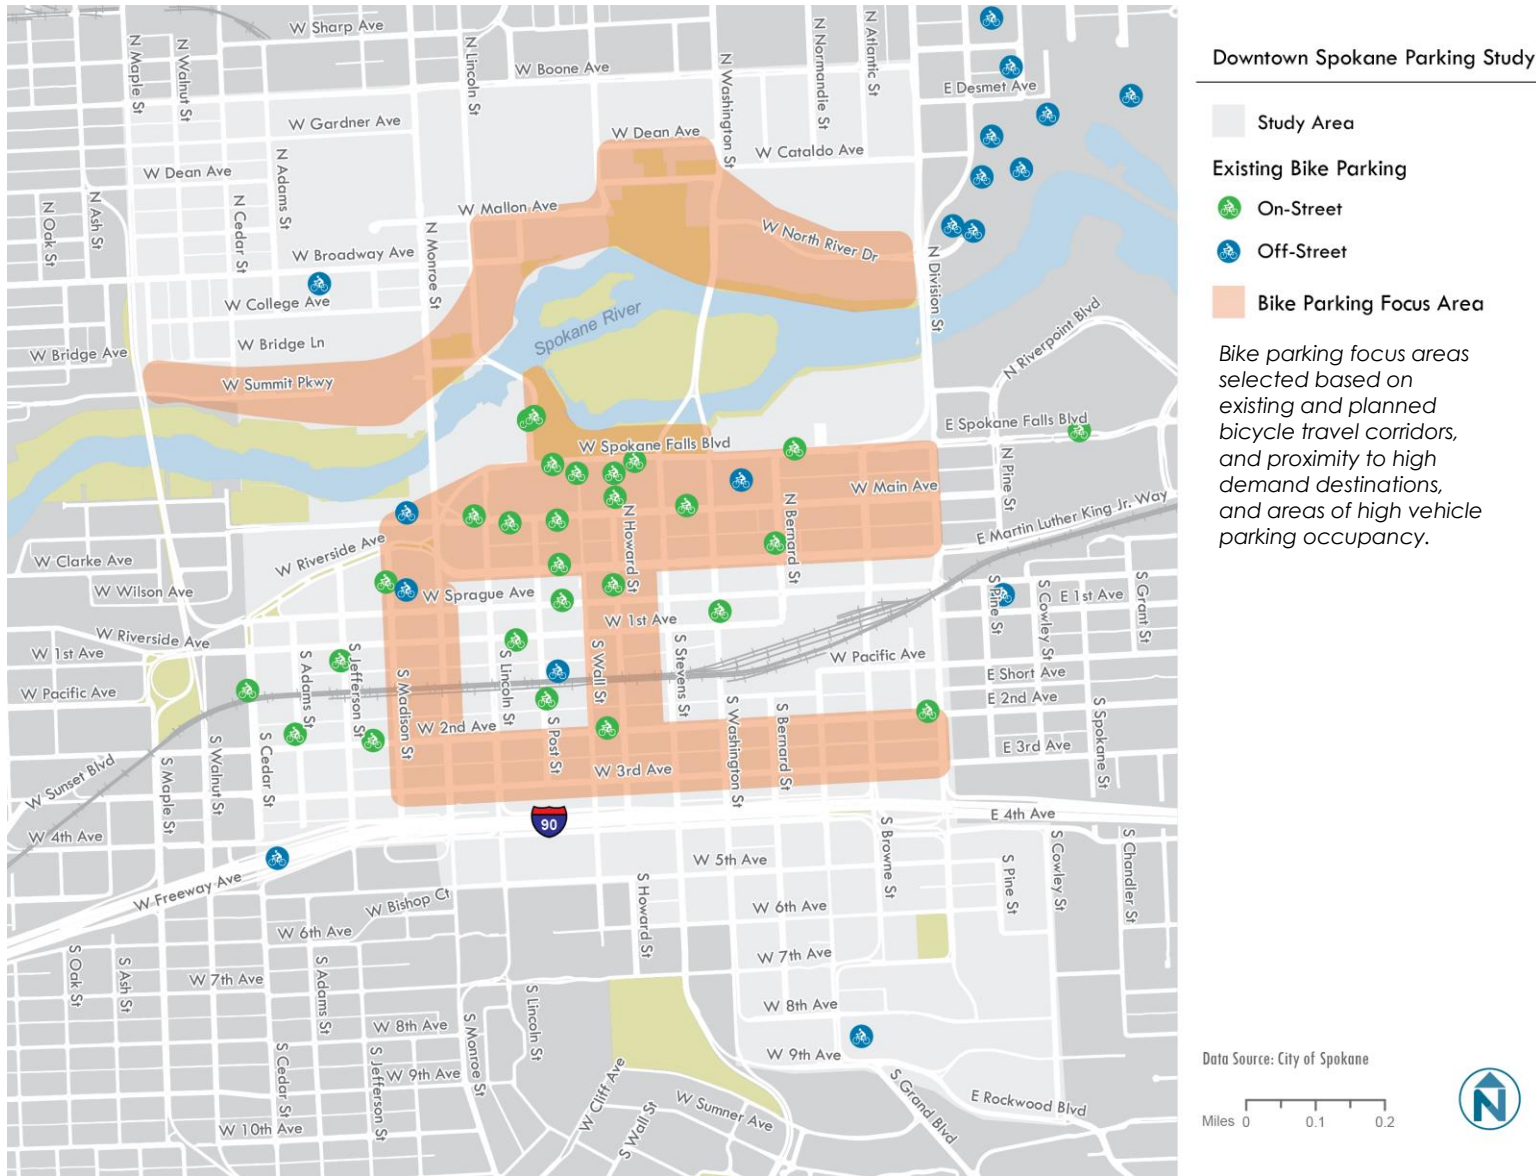 Downtown Spokane Parking Study
Study Area
Existing Bike Parking
On-Street
Off-Street
Bike Parking Focus Area
Bike parking focus areas
selected based on
existing and planned
bicycle travel corridors,
and proximity to high
demand destinations,
and areas of high vehicle
parking occupancy.
Data Source: City of Spokane
Miles 0 0.1 0.2
N
W Sharp Ave
N Maple St
N Walnut St
N Lincoln St
W Boone Ave
N Washington St
N Normandie St
N Atlantic St
E Desmet Ave
W Gardner Ave
W Dean Ave
W Cataldo Ave
W Dean Ave
N Adams St
N Oak St
N Ash St
N Cedar St
W Mallon Ave
N Monroe St
W North River Dr
N Division St
W Broadway Ave
W College Ave
Spokane River
W Bridge Ave
W Bridge Ln
N Riverpoint Blvd
W Summit Pkwy
E Spokane Falls Blvd
W Spokane Falls Blvd
N Pine St
W Main Ave
N Howard St
N Bernard St
E Martin Luther King Jr. Way
W Riverside Ave
W Clarke Ave
W Wilson Ave
W Sprague Ave
S Pine St
S Cowley St
E 1st Ave
S Grant St
W 1st Ave
W Riverside Ave
W 1st Ave
W Pacific Ave
S Adams St
S Jefferson St
S Madison St
S Lincoln St
S Wall St
S Stevens St
W Pacific Ave
E Short Ave
E 2nd Ave
W 2nd Ave
S Post St
S Washington St
S Bernard St
S Spokane St
E 3rd Ave
W Sunset Blvd
S Maple St
S Walnut St
S Cedar St
W 3rd Ave
90
E 4th Ave
W 4th Ave
W 5th Ave
S Browne St
S Pine St
S Cowley St
S Chandler St
W Freeway Ave
W Bishop Ct
S Howard St
W 6th Ave
W 6th Ave
S Oak St
S Ash St
W 7th Ave
S Adams St
W 7th Ave
W 8th Ave
W 8th Ave
S Monroe St
S Lincoln St
S Cedar St
S Jefferson St
W 9th Ave
W 9th Ave
W Cliff Ave
S Grand Blvd
E Rockwood Blvd
W Sumner Ave
S Wall St
W 10th Ave